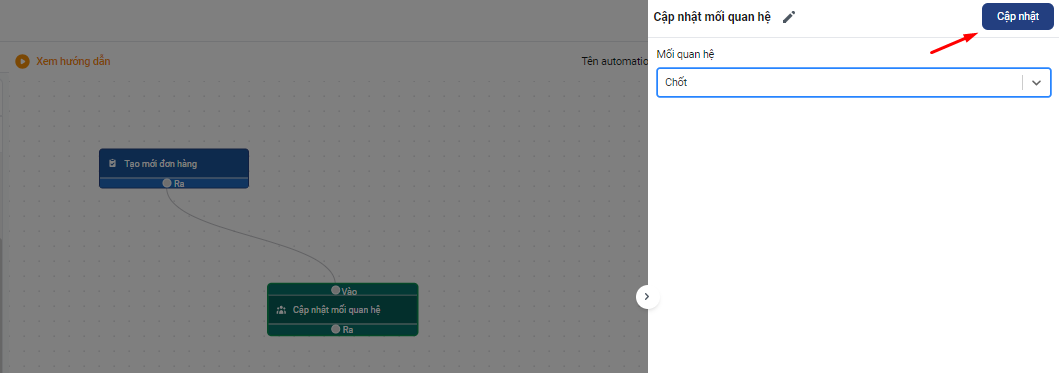 Cập nhật mối quan hệ
Cập nhật
Xem hướng dẫn
Tên automatio
Mối quan hệ
Chốt
Tạo mới đơn hàng
Ra
Vào
Cập nhật mối quan hệ
Ra